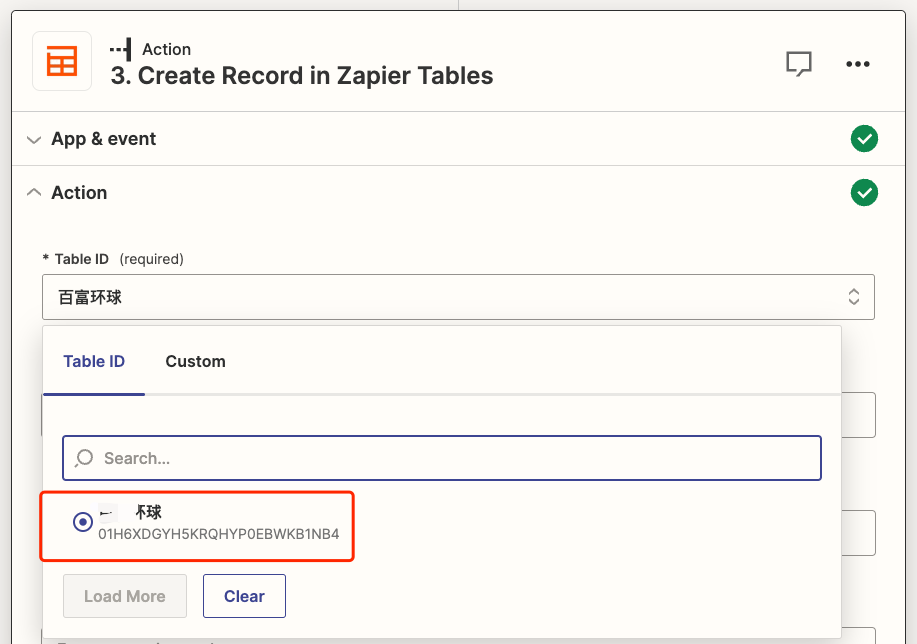 Action
3. Create Record in Zapier Tables
App & event
Action
* Table ID (required)
百富环球
Table ID
Custom
Search...
环球
01H6XDGYH5KRQHYP0EBWKB1NB4
Load More
Clear